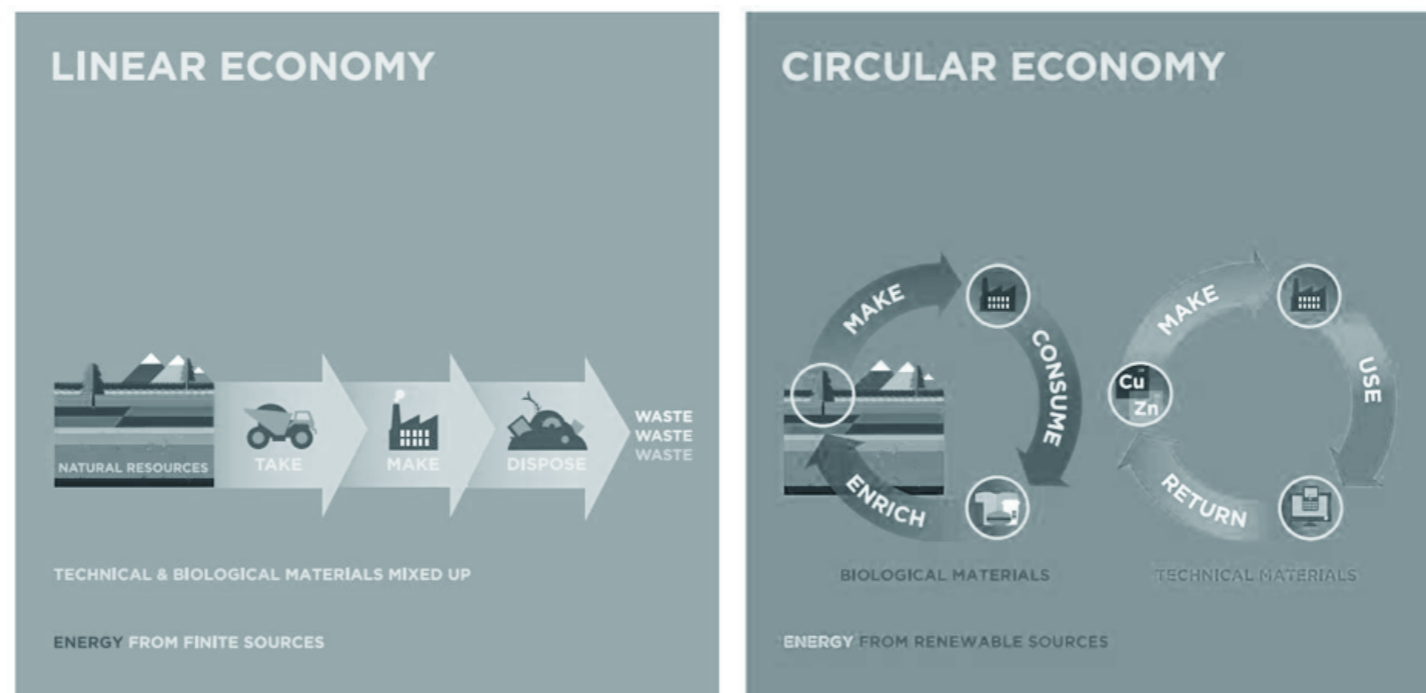 LINEAR ECONOMY
NATURAL RESOURCES
TAKE
MAKE
DISPOSE
WASTE
WASTE
WASTE
TECHNICAL & BIOLOGICAL MATERIALS MIXED UP
ENERGY FROM FINITE SOURCES
CIRCULAR ECONOMY
MAKE
CONSUME
ENRICH
BIOLOGICAL MATERIALS
MAKE
USE
RETURN
Cu
Zn
TECHNICAL MATERIALS
ENERGY FROM RENEWABLE SOURCES